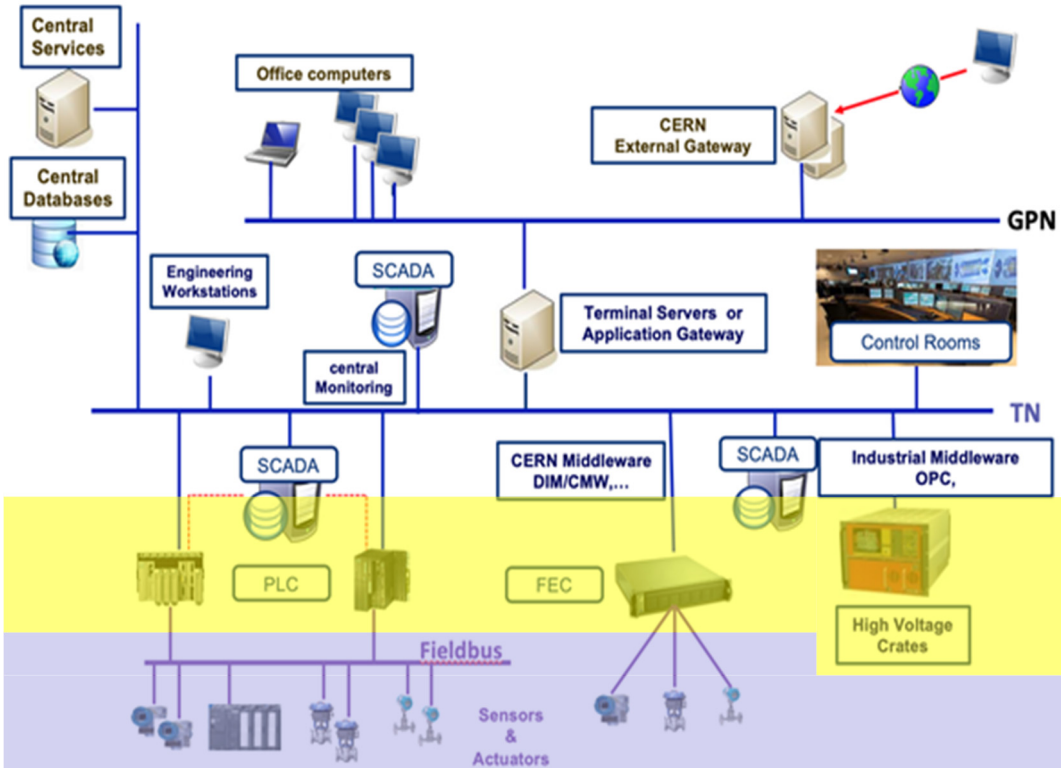 Central
Services
Office computers
CERN
External Gateway
Central
Databases
GPN
Engineering
Workstations
SCADA
Terminal Servers or
Application Gateway
Control Rooms
central
Monitoring
TN
SCADA
CERN Middleware
DIM/CMW,...
SCADA
Industrial Middleware
OPC,
PLC
FEC
High Voltage
Crates
Fieldbus
Sensors
&
Actuators